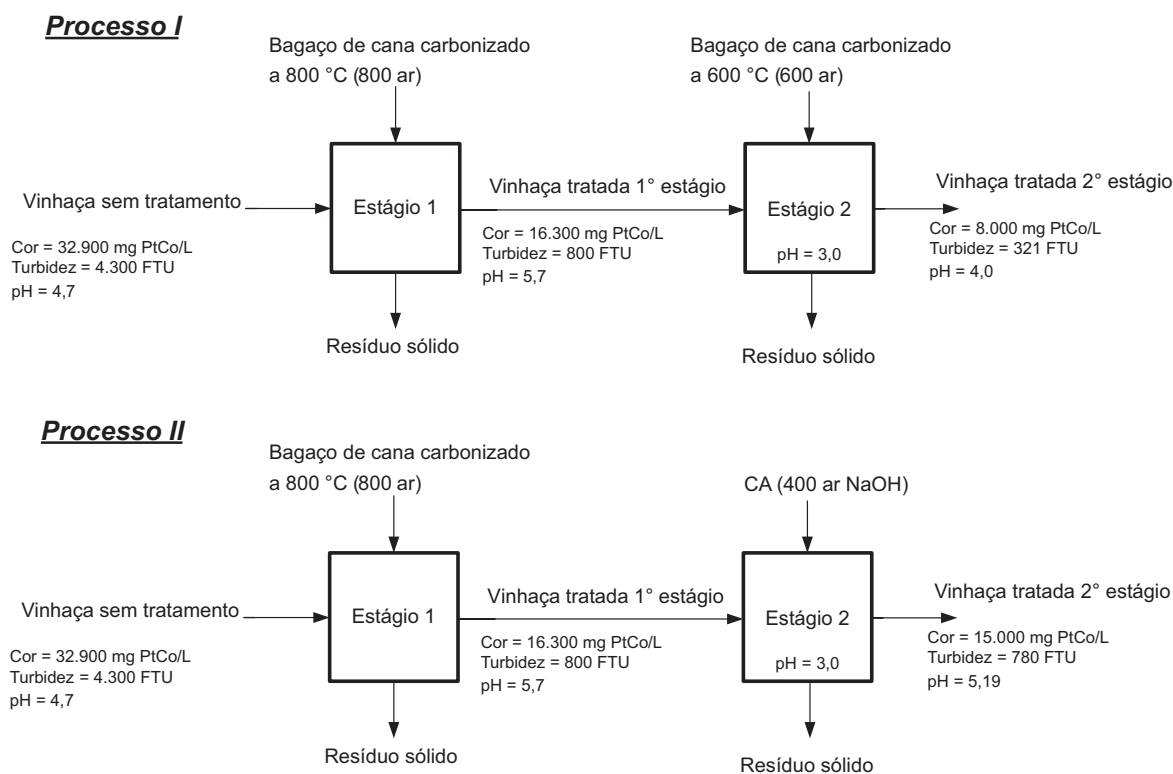 Processo I
Bagaço de cana carbonizado
a 800 °C (800 ar)
Bagaço de cana carbonizado
a 600 °C (600 ar)
Vinhaça sem tratamento
Cor = 32.900 mg PtCo/L
Turbidez = 4.300 FTU
pH = 4,7
Estágio 1
Vinhaça tratada 1° estágio
Cor = 16.300 mg PtCo/L
Turbidez = 800 FTU
pH = 5,7
Estágio 2
pH = 3,0
Vinhaça tratada 2° estágio
Cor = 8.000 mg PtCo/L
Turbidez = 321 FTU
pH = 4,0
Resíduo sólido
Resíduo sólido
Processo II
Bagaço de cana carbonizado
a 800 °C (800 ar)
CA (400 ar NaOH)
Vinhaça sem tratamento
Cor = 32.900 mg PtCo/L
Turbidez = 4.300 FTU
pH = 4,7
Estágio 1
Vinhaça tratada 1° estágio
Cor = 16.300 mg PtCo/L
Turbidez = 800 FTU
pH = 5,7
Estágio 2
pH = 3,0
Vinhaça tratada 2° estágio
Cor = 15.000 mg PtCo/L
Turbidez = 780 FTU
pH = 5,19
Resíduo sólido
Resíduo sólido